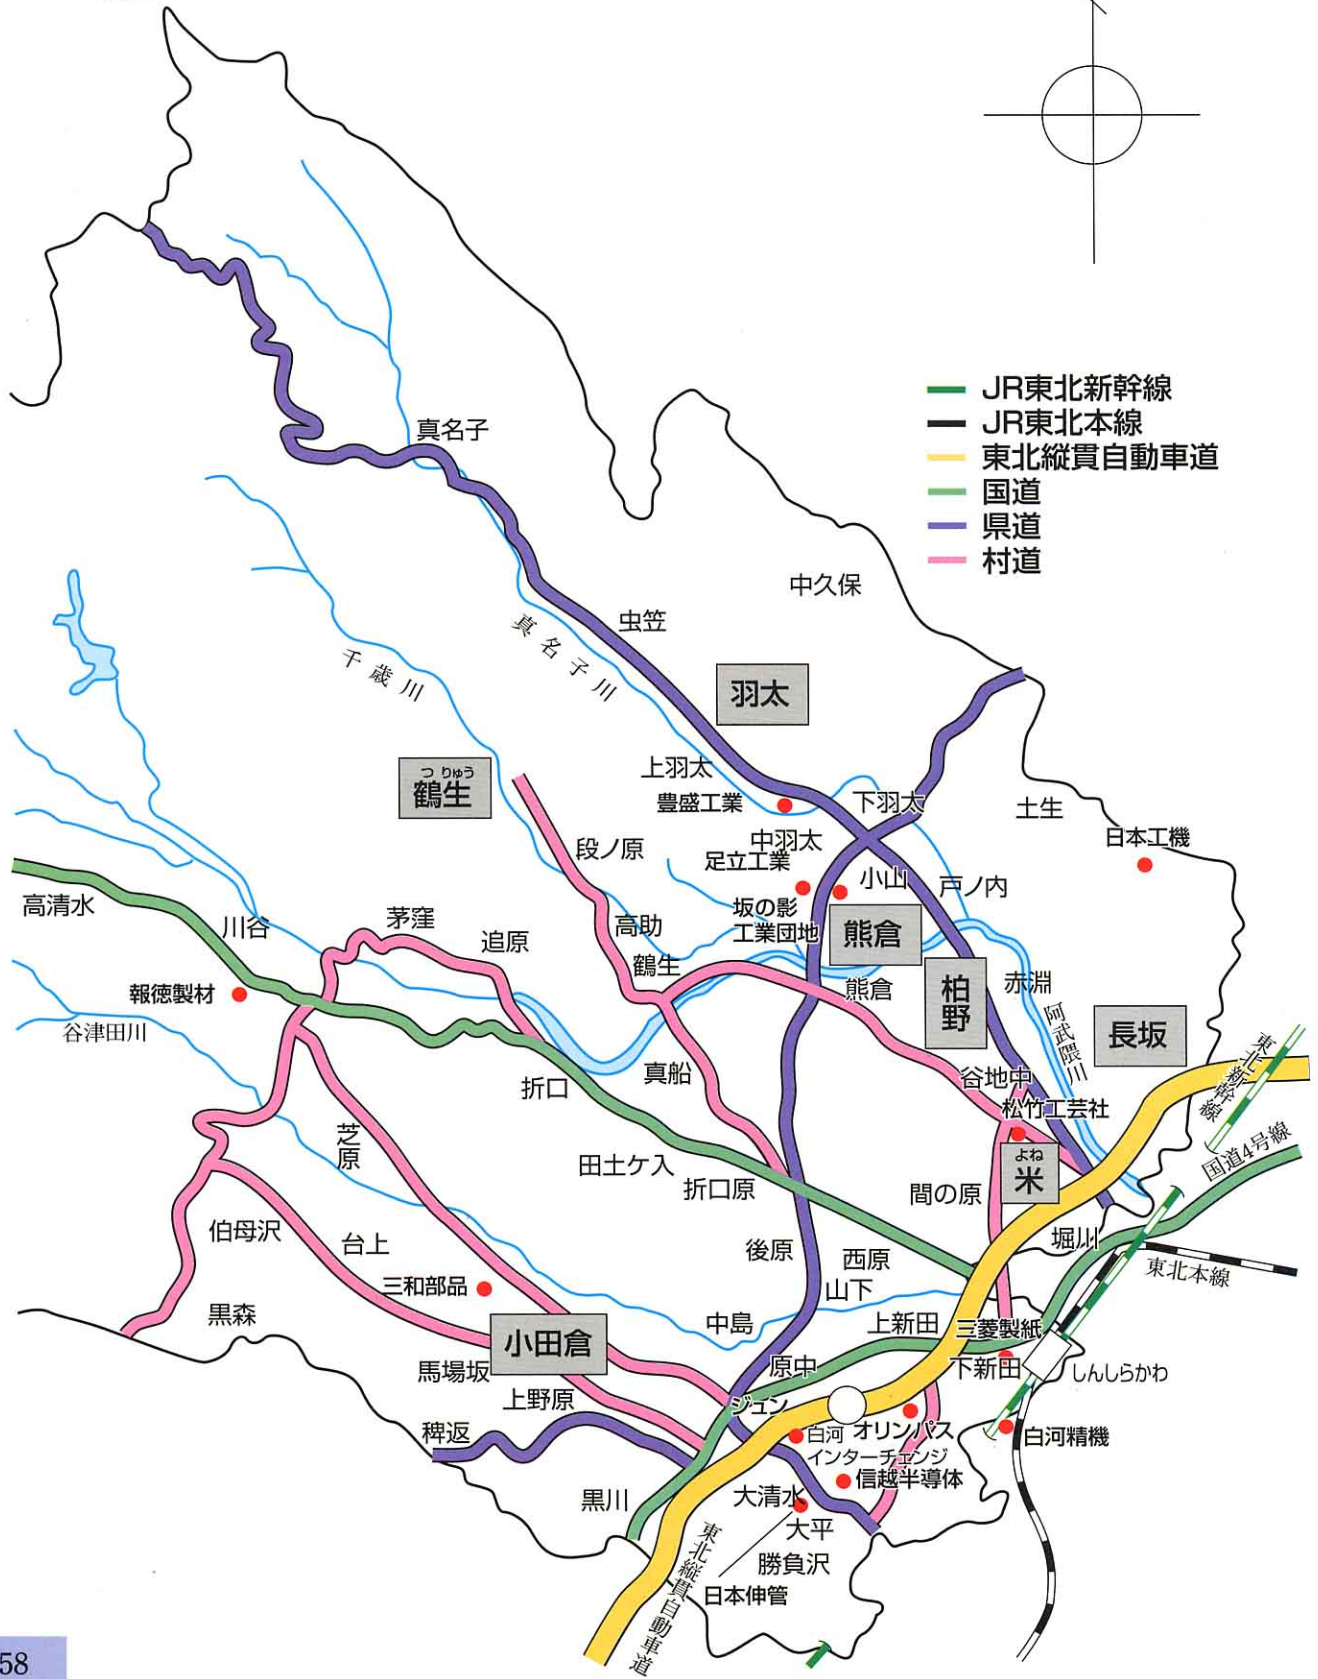 JR東北新幹線
JR東北本線
東北縦貫自動車道
国道
県道
村道
真名子
中久保
虫笠
真名子川
千歳川
羽太
つりゅう
鶴生
上羽太
豊盛工業
下羽太
土生
中羽太
足立工業
日本工機
段ノ原
小山
戸ノ内
坂の影
工業団地
熊倉
高清水
川谷
茅窪
追原
高助
鶴生
熊倉
柏野
赤淵
阿武隈川
長坂
報徳製材
谷津田川
東北新幹線
折口
真船
谷地中
松竹工芸社
よね
米
国道4号線
芝原
田土ケ入
折口原
間の原
伯母沢
台上
後原
西原
堀川
東北本線
三和部品
山下
黒森
中島
上新田
三菱製紙
小田倉
馬場坂
原中
下新田
しんしらかわ
上野原
ジュン
稗返
白河
インターチェンジ
オリンパス
白河精機
信越半導体
黒川
大清水
大平
勝負沢
日本伸管
東北縦貫自動車道
58